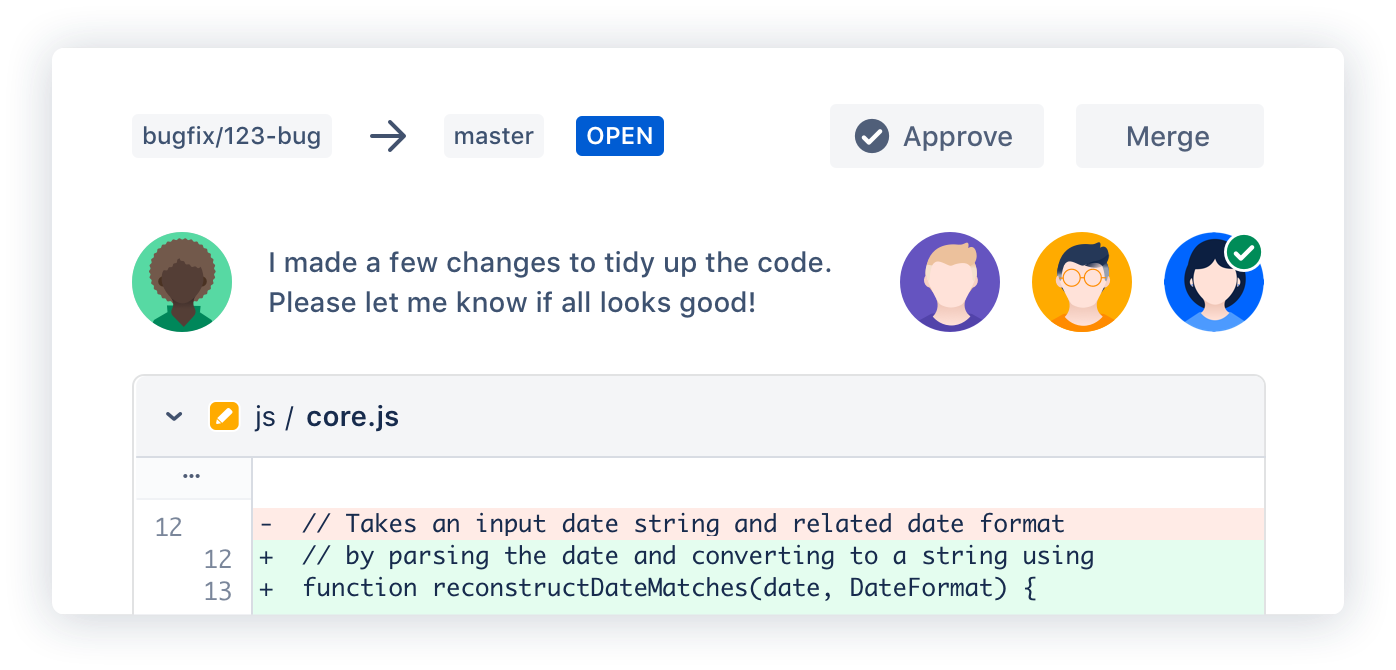 bugfix/123-bug → master OPEN Approve Merge
I made a few changes to tidy up the code.
Please let me know if all looks good!
js / core.js
...
12 - // Takes an input date string and related date format
12 + // by parsing the date and converting to a string using
13 + function reconstructDateMatches(date, DateFormat) {